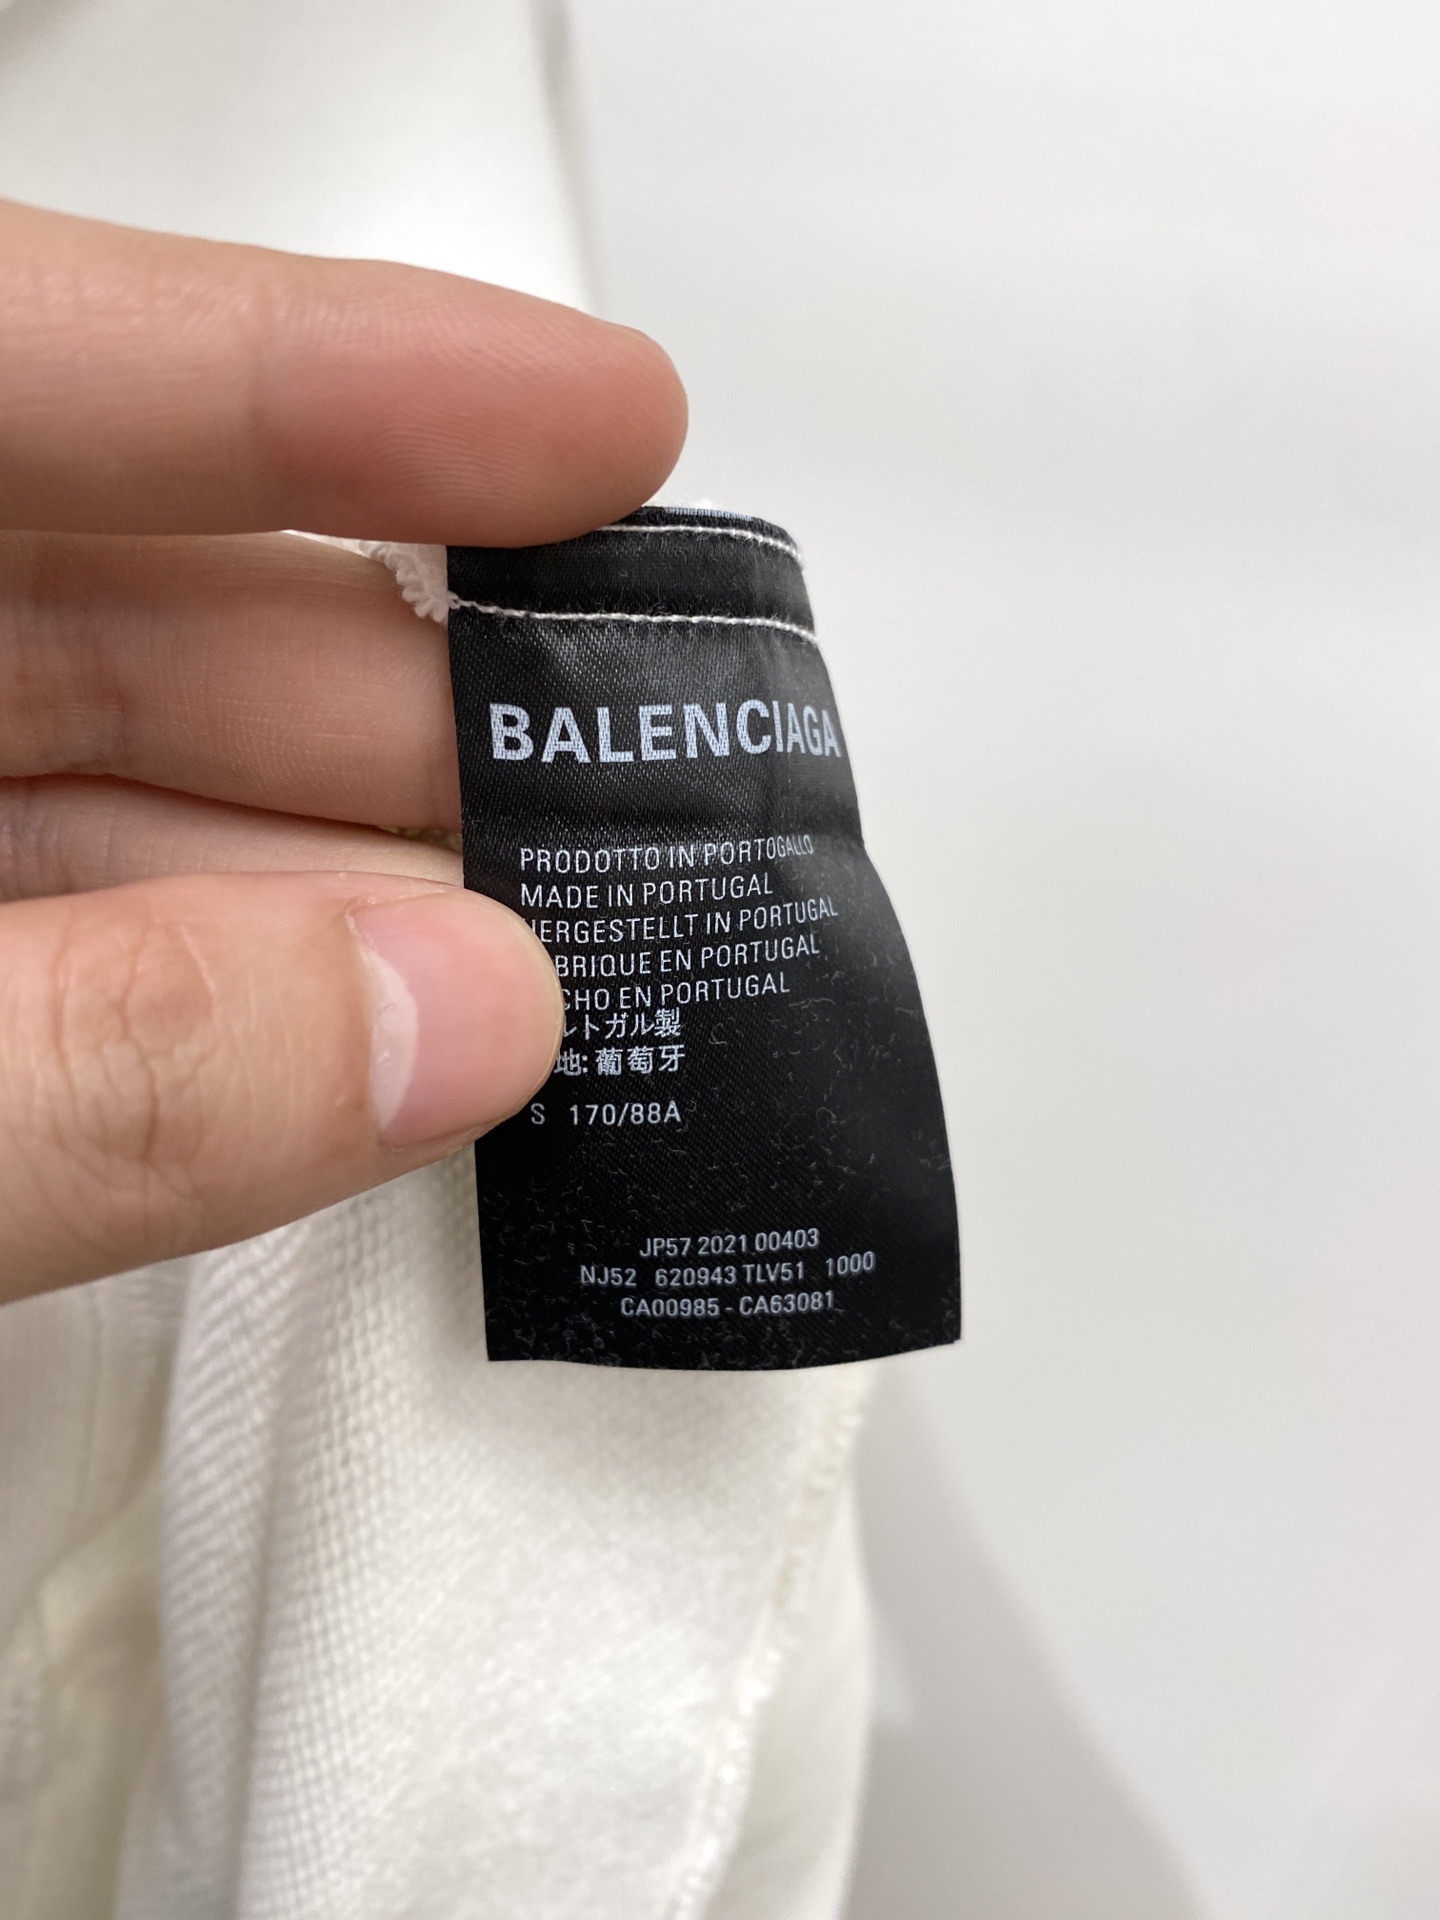 BALENCIAGA
PRODOTTO IN PORTOGALLO
MADE IN PORTUGAL
HERGESTELLT IN PORTUGAL
BRIQUE EN PORTUGAL
CHO EN PORTUGAL
ルトガル製
地: 葡萄牙
S 170/88A
JP57 2021 00403
NJ52 620943 TLV51 1000
CA00985 - CA63081